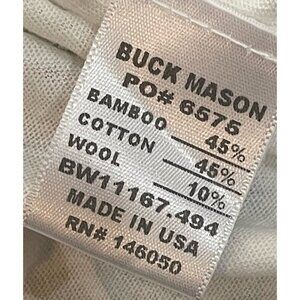 BUCK MASON
PO# 6575
BAMBOO 45%
COTTON 45%
WOOL 10%
BW11167.494
MADE IN USA
RN# 146050